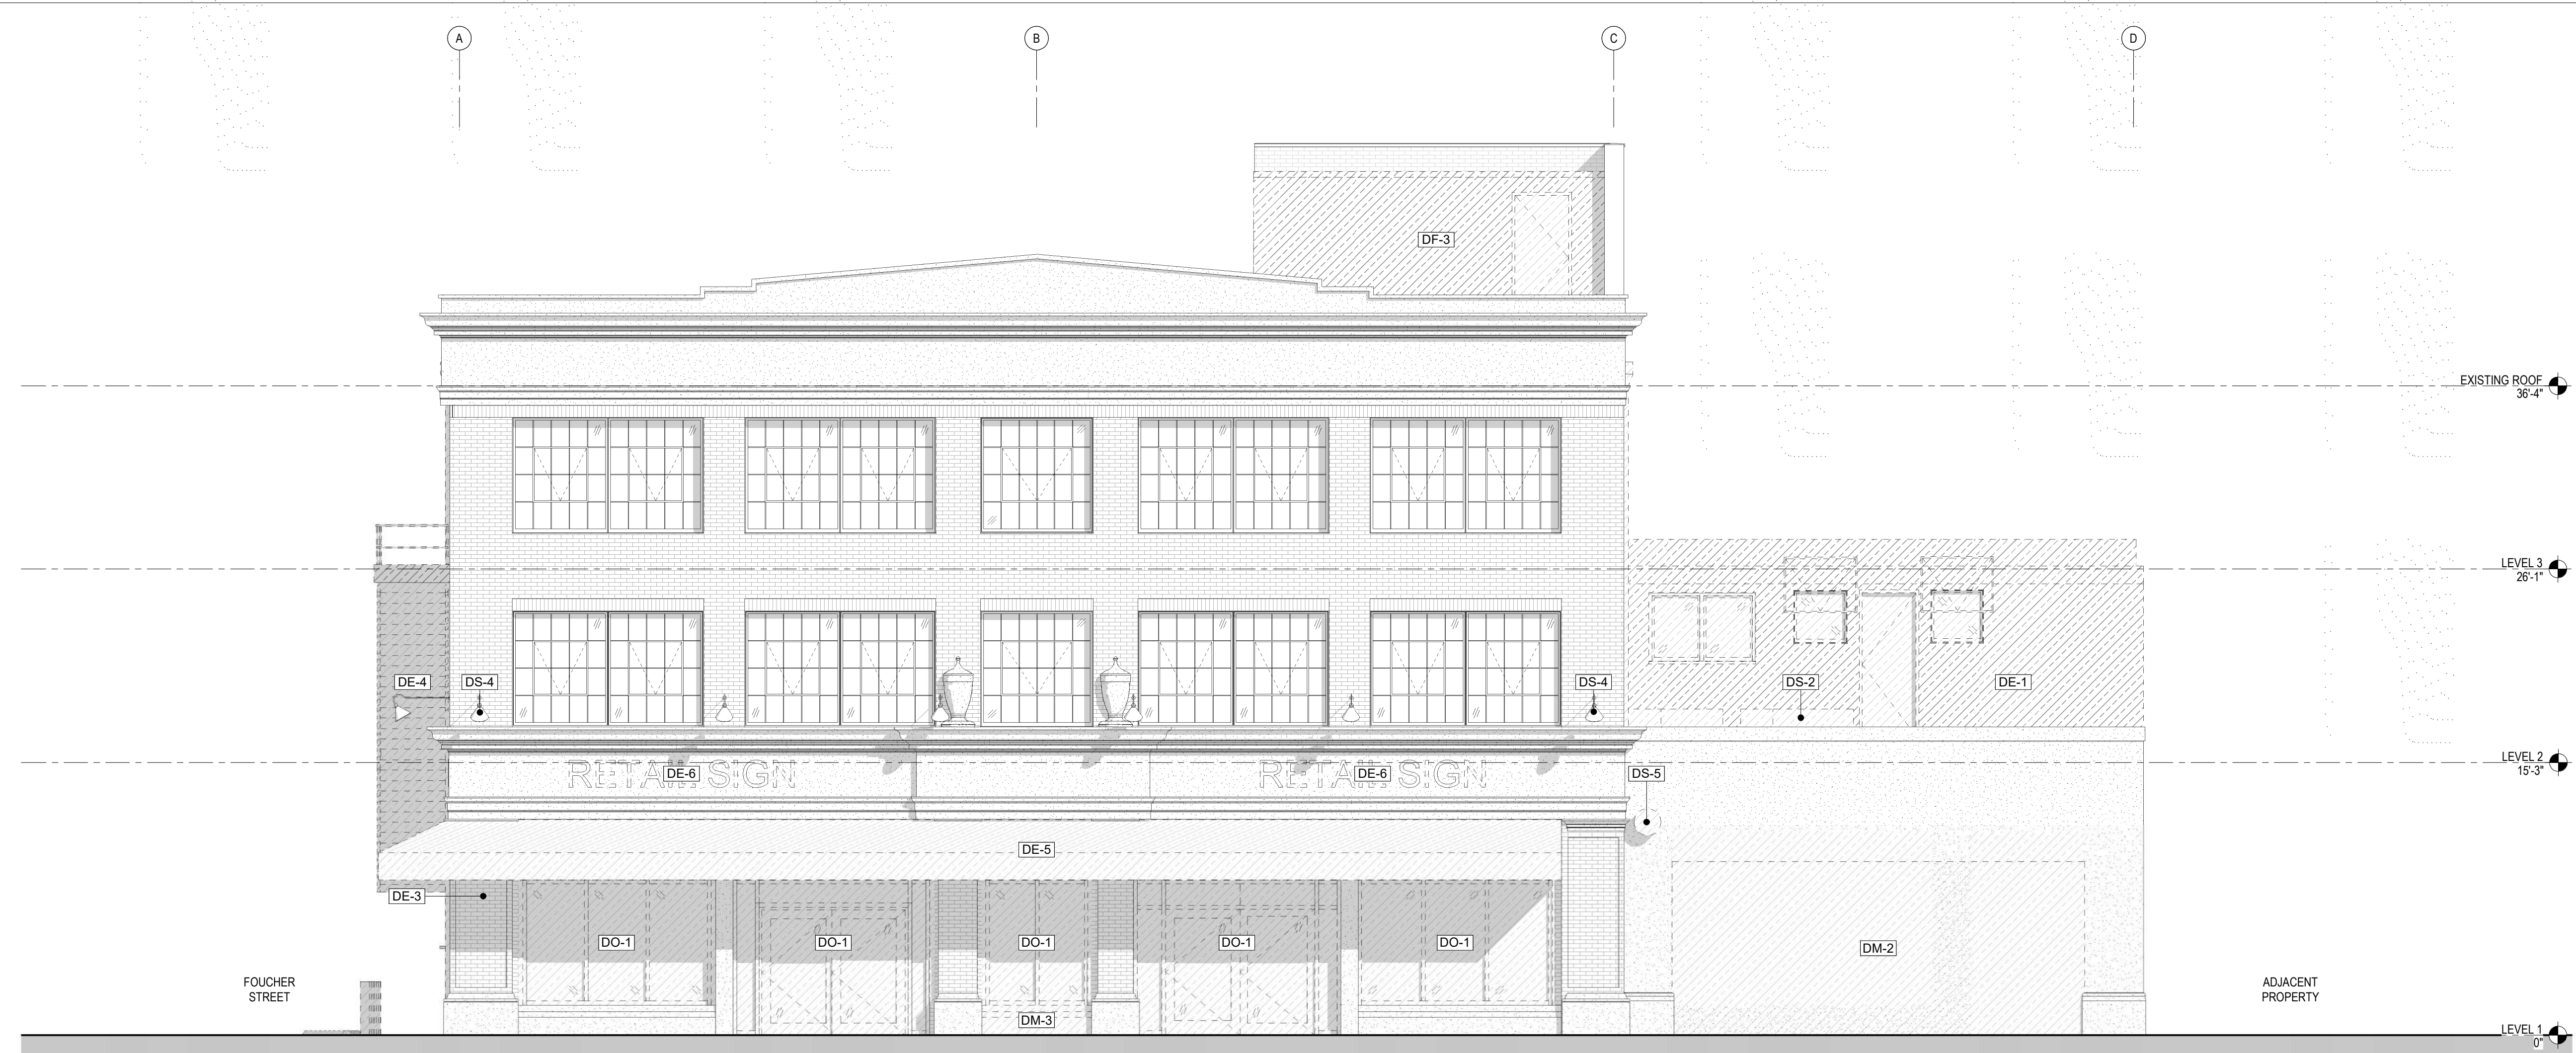 A
B
C
D
DF-3
EXISTING ROOF
36'-4"
LEVEL 3
26'-1"
DE-4
DS-4
DS-4
DS-2
DE-1
LEVEL 2
15'-3"
RETAIL SIGN
DE-6
RETAIL SIGN
DE-6
DS-5
DE-5
DE-3
DO-1
DO-1
DO-1
DO-1
DO-1
DM-2
FOUCHER
STREET
ADJACENT
PROPERTY
DM-3
LEVEL 1
0"